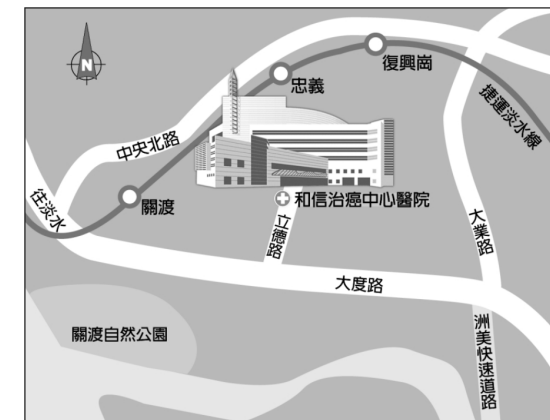 N
復興崗
忠義
捷運淡水線
中央北路
往淡水
關渡
和信治癌中心醫院
立德路
大業路
大度路
關渡自然公園
洲美快速道路